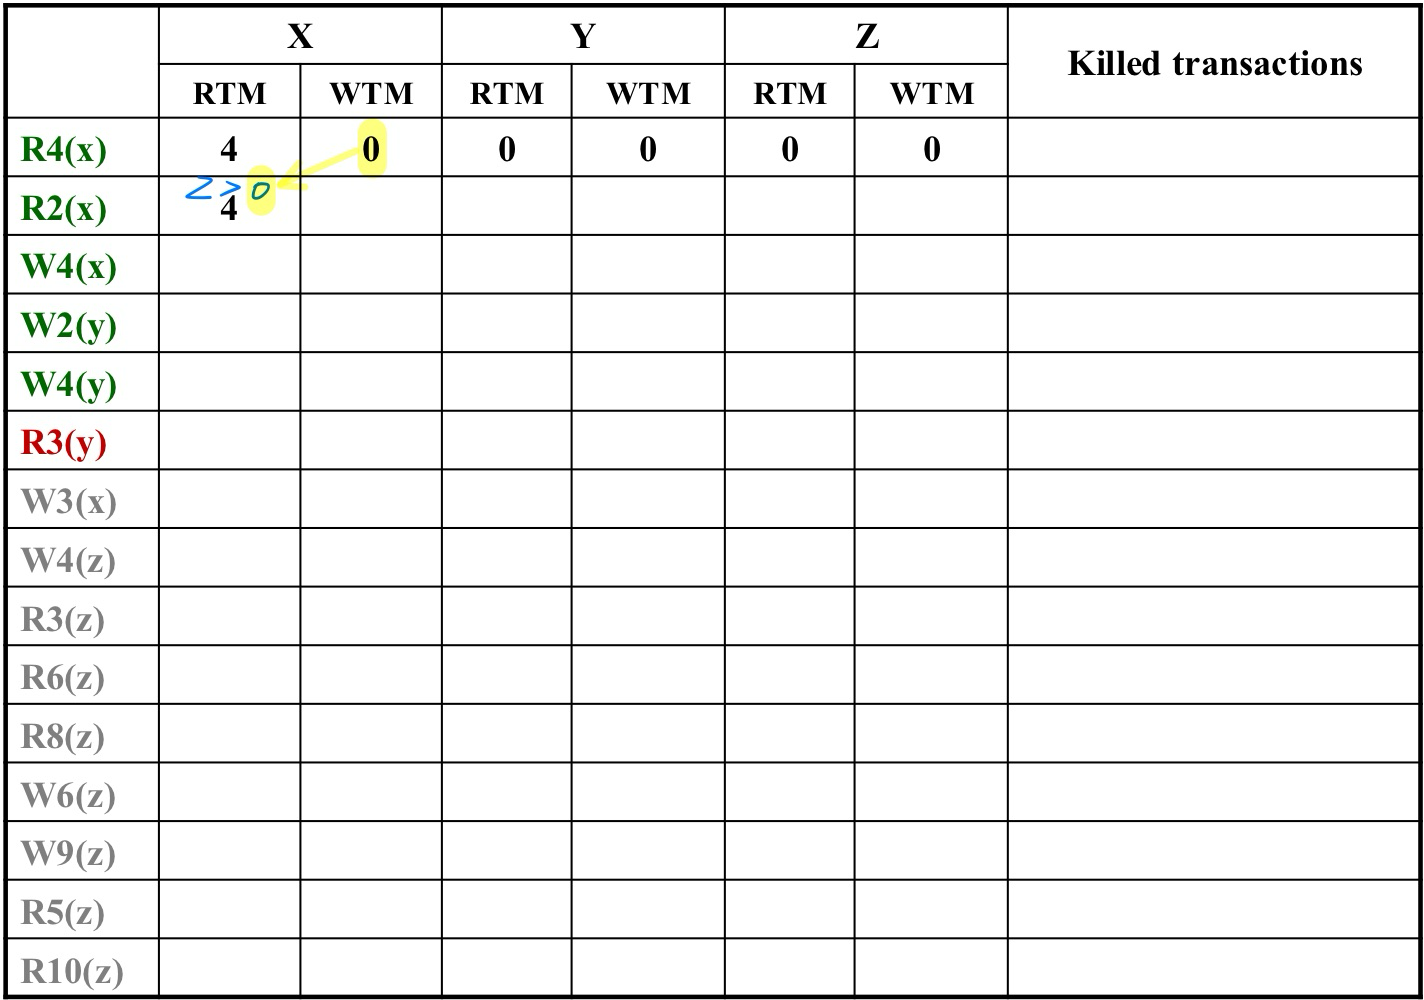 X Y Z Killed transactions
RTM WTM RTM WTM RTM WTM
R4(x) 4 0 0 0 0 0
2 > 0
R2(x) 4
W4(x)
W2(y)
W4(y)
R3(y)
W3(x)
W4(z)
R3(z)
R6(z)
R8(z)
W6(z)
W9(z)
R5(z)
R10(z)